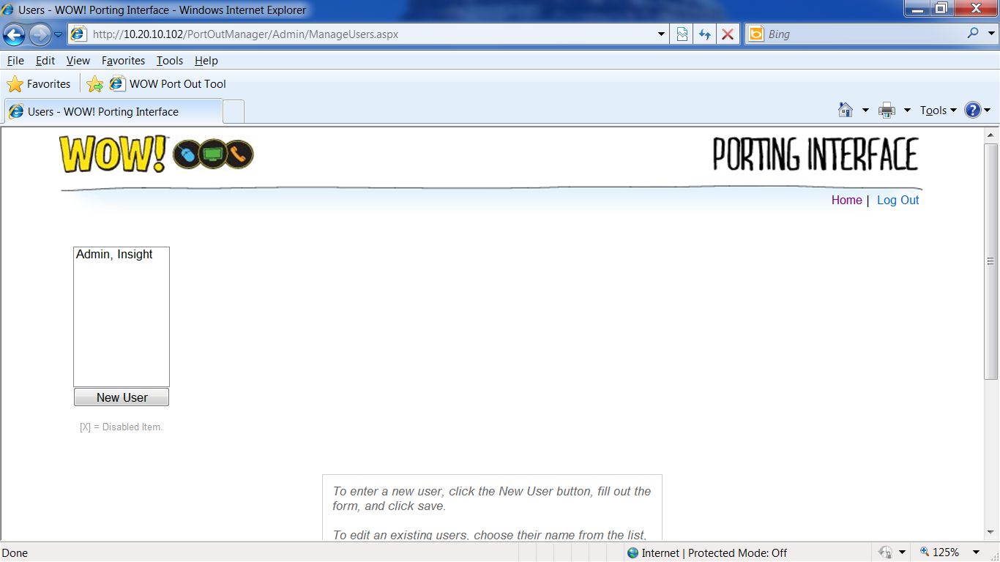 Users - WOW! Porting Interface - Windows Internet Explorer
http://10.20.10.102/PortOutManager/Admin/ManageUsers.aspx
Bing
File Edit View Favorites Tools Help
Favorites WOW Port Out Tool
Users - WOW! Porting Interface
Tools
WOW!
PORTING INTERFACE
Home | Log Out
Admin, Insight
New User
[X] = Disabled Item.
To enter a new user, click the New User button, fill out the
form, and click save.
To edit an existing users, choose their name from the list,
Done
Internet | Protected Mode: Off
125%